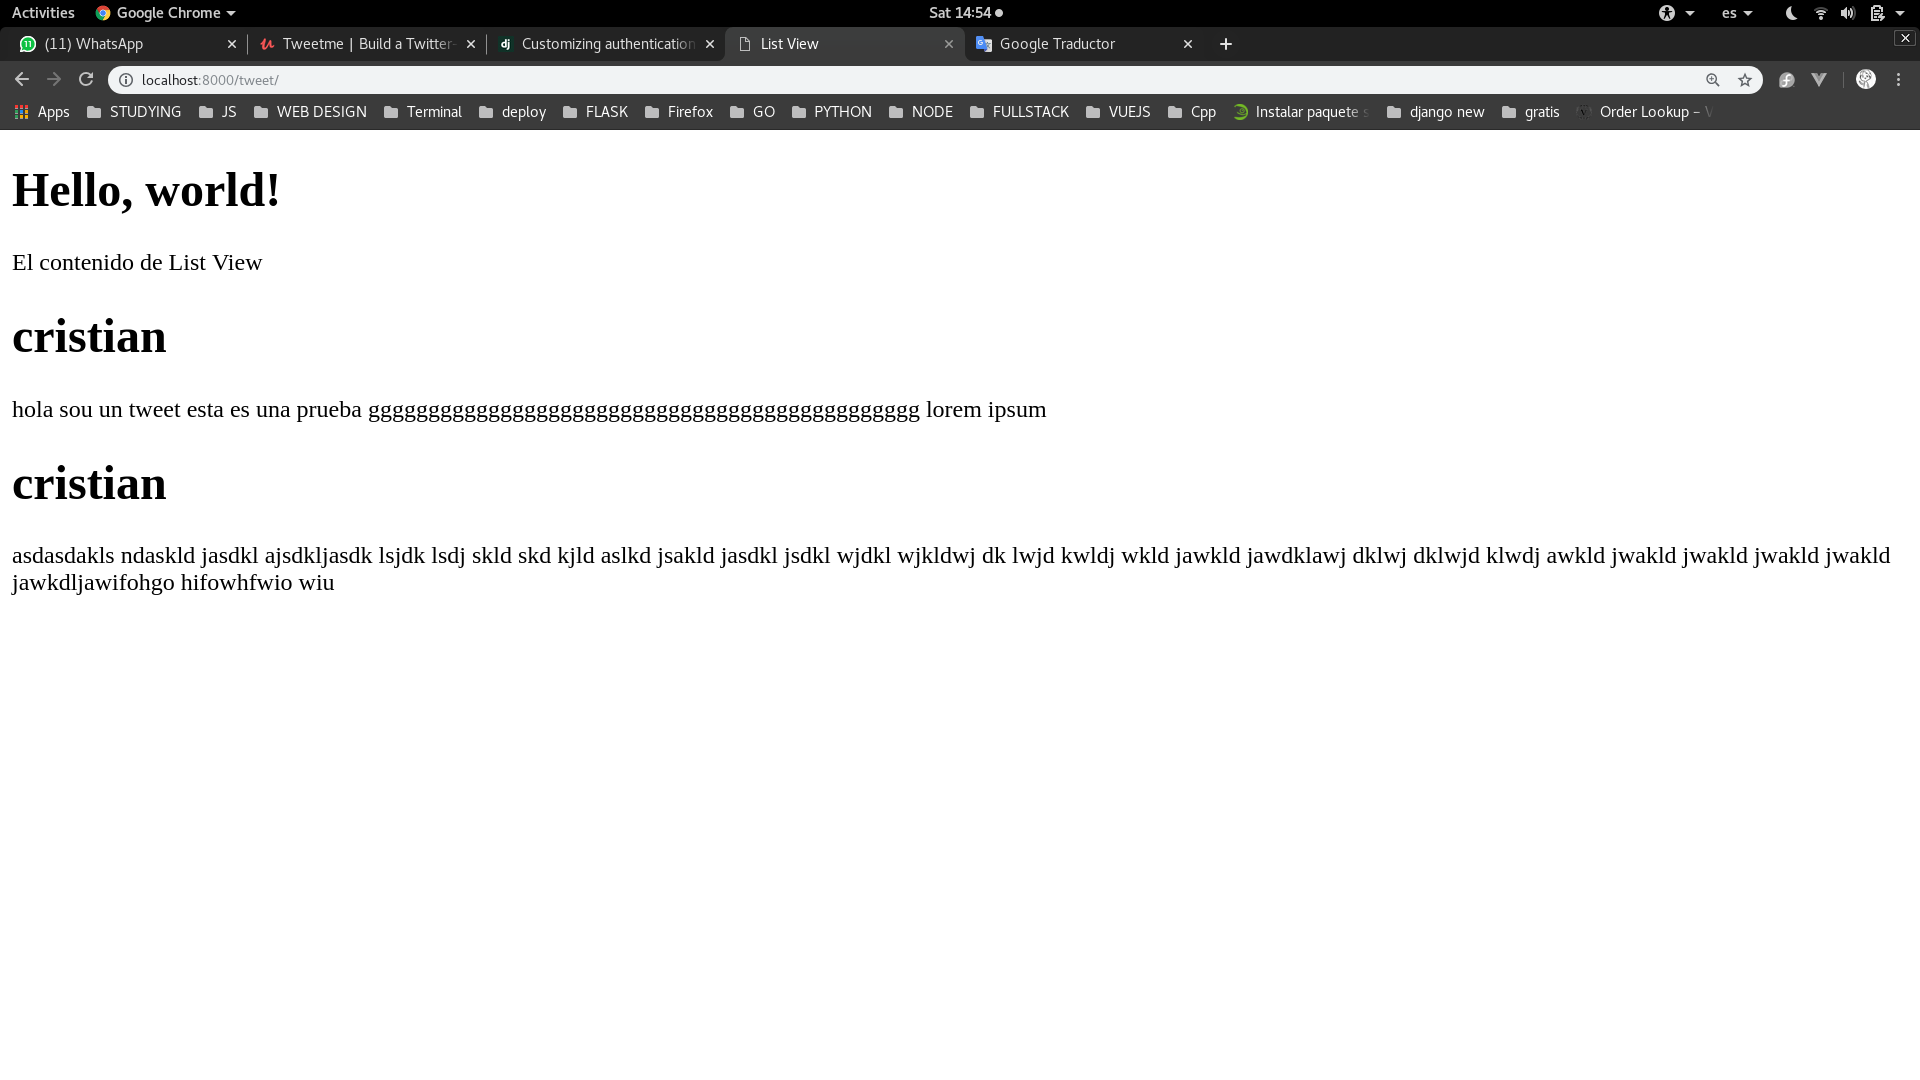 Activities Google Chrome Sat 14:54 es
(11) WhatsApp Tweetme | Build a Twitter- Customizing authentication List View Google Traductor
localhost:8000/tweet/
Apps STUDYING JS WEB DESIGN Terminal deploy FLASK Firefox GO PYTHON NODE FULLSTACK VUEJS Cpp Instalar paquete s django new gratis Order Lookup – V
Hello, world!
El contenido de List View
cristian
hola sou un tweet esta es una prueba gggggggggggggggggggggggggggggggggggggggggggggg lorem ipsum
cristian
asdasdakls ndaskld jasdkl ajsdkljasdk lsjdk lsdj skld skd kjld aslkd jsakld jasdkl jsdkl wjdkl wjkldwj dk lwjd kwldj wkld jawkld jawdklawj dklwj dklwjd klwdj awkld jwakld jwakld jwakld jwakld
jawkdljawifohgo hifowhfwio wiu